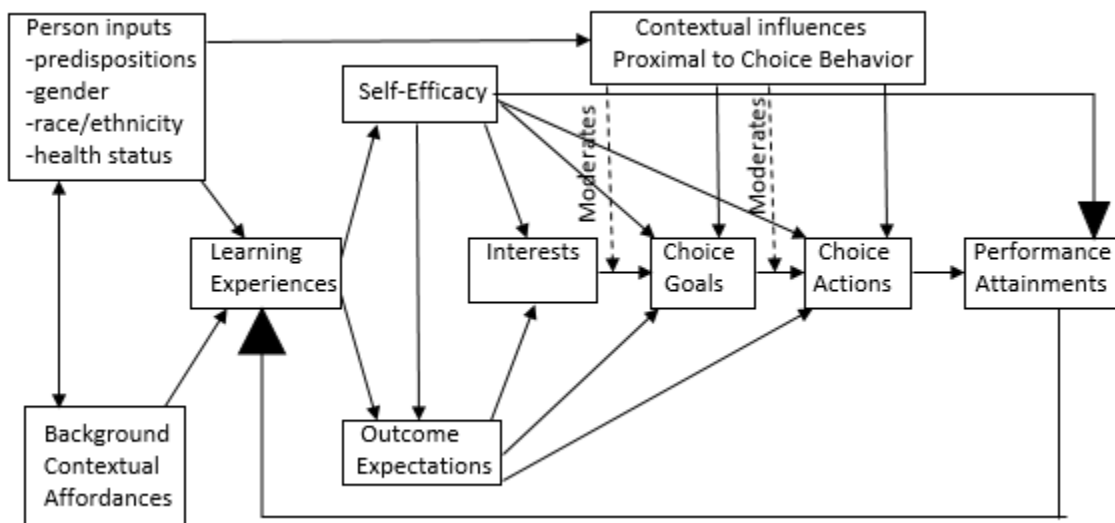 Person inputs
-predispositions
-gender
-race/ethnicity
-health status
Contextual influences
Proximal to Choice Behavior
Self-Efficacy
Moderates
Moderates
Learning
Experiences
Interests
Choice
Goals
Choice
Actions
Performance
Attainments
Background
Contextual
Affordances
Outcome
Expectations